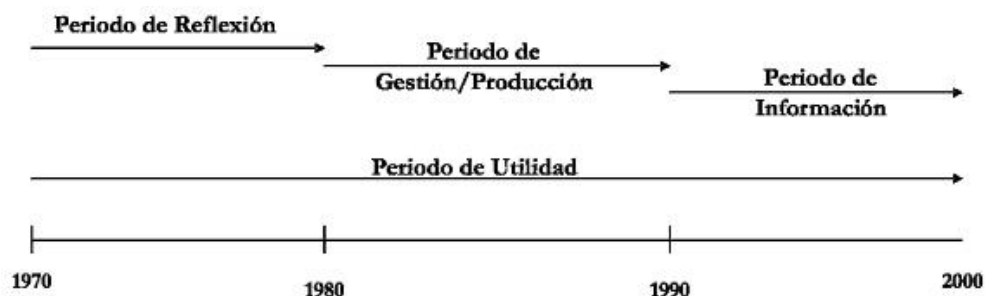 Periodo de Reflexión
Periodo de
Gestión/Producción
Periodo de
Información
Periodo de Utilidad
1970
1980
1990
2000